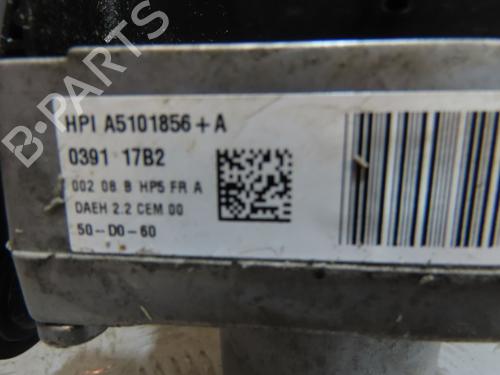 B-PARTS
HPI A5101856+A
0391 17B2
002 08 B HP5 FR A
DAEH 2.2 CEM 00
50-D0-60